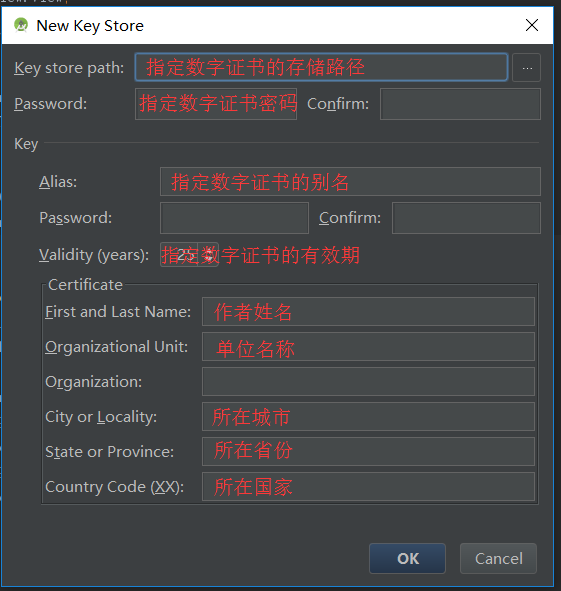 New Key Store
Key store path: 指定数字证书的存储路径 ...
Password: 指定数字证书密码 Confirm:
Key
Alias: 指定数字证书的别名
Password: Confirm:
Validity (years): 25 指定数字证书的有效期
Certificate
First and Last Name: 作者姓名
Organizational Unit: 单位名称
Organization:
City or Locality: 所在城市
State or Province: 所在省份
Country Code (XX): 所在国家
OK Cancel